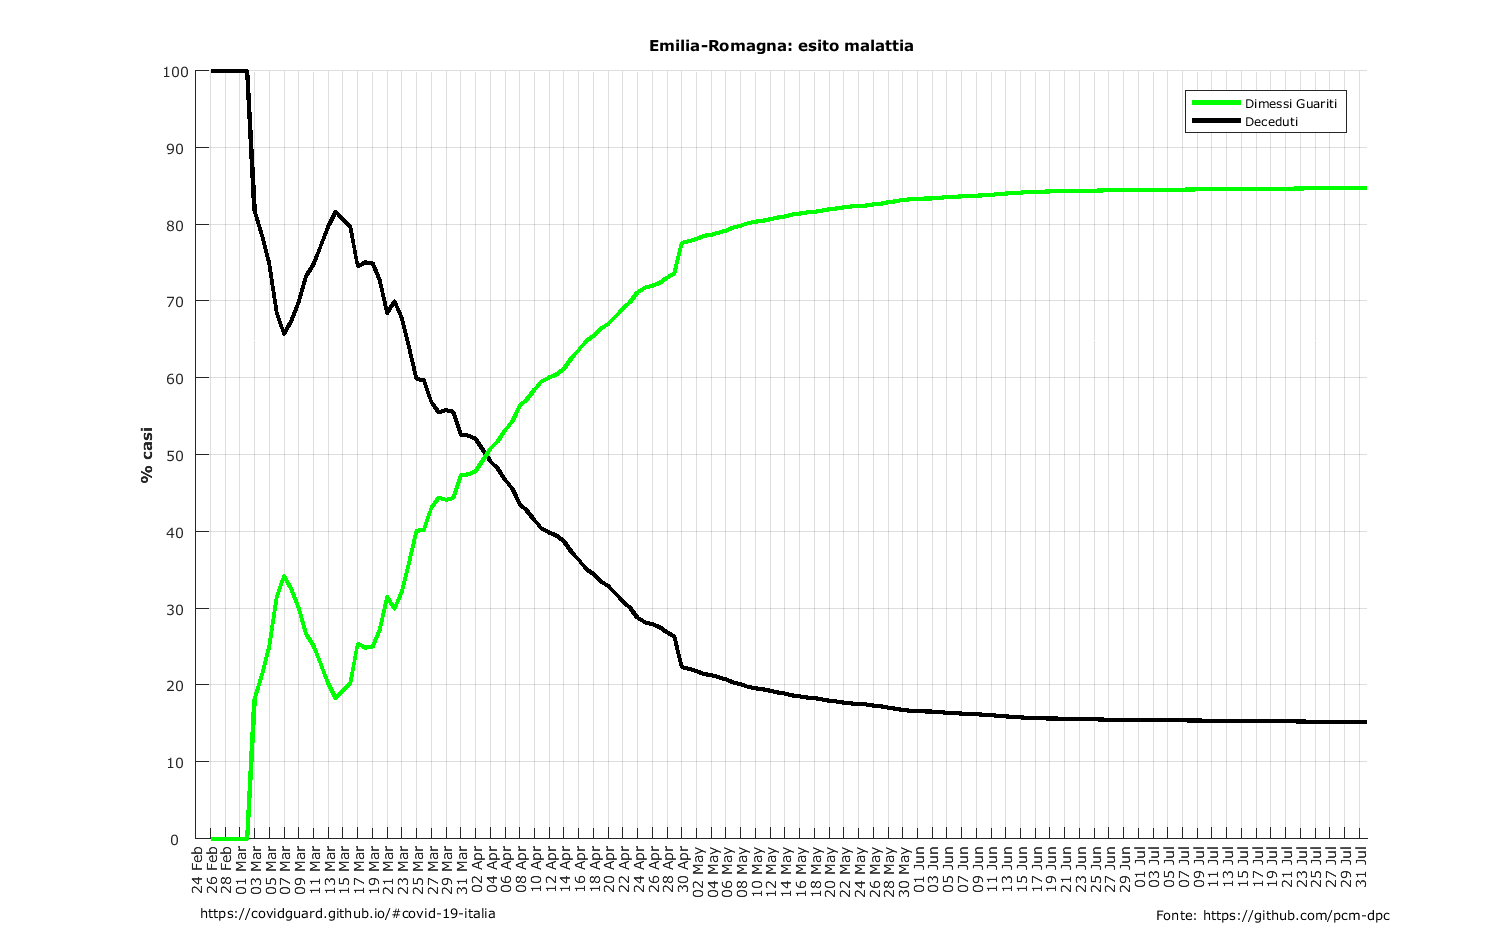 Emilia-Romagna: esito malattia
100
90
80
70
60
50
40
30
20
10
0
% casi
Dimessi Guariti
Deceduti
24 Feb
26 Feb
28 Feb
01 Mar
03 Mar
05 Mar
07 Mar
09 Mar
11 Mar
13 Mar
15 Mar
17 Mar
19 Mar
21 Mar
23 Mar
25 Mar
27 Mar
29 Mar
31 Mar
02 Apr
04 Apr
06 Apr
08 Apr
10 Apr
12 Apr
14 Apr
16 Apr
18 Apr
20 Apr
22 Apr
24 Apr
26 Apr
28 Apr
30 Apr
02 May
04 May
06 May
08 May
10 May
12 May
14 May
16 May
18 May
20 May
22 May
24 May
26 May
28 May
30 May
01 Jun
03 Jun
05 Jun
07 Jun
09 Jun
11 Jun
13 Jun
15 Jun
17 Jun
19 Jun
21 Jun
23 Jun
25 Jun
27 Jun
29 Jun
01 Jul
03 Jul
05 Jul
07 Jul
09 Jul
11 Jul
13 Jul
15 Jul
17 Jul
19 Jul
21 Jul
23 Jul
25 Jul
27 Jul
29 Jul
31 Jul
https://covidguard.github.io/#covid-19-italia
Fonte: https://github.com/pcm-dpc